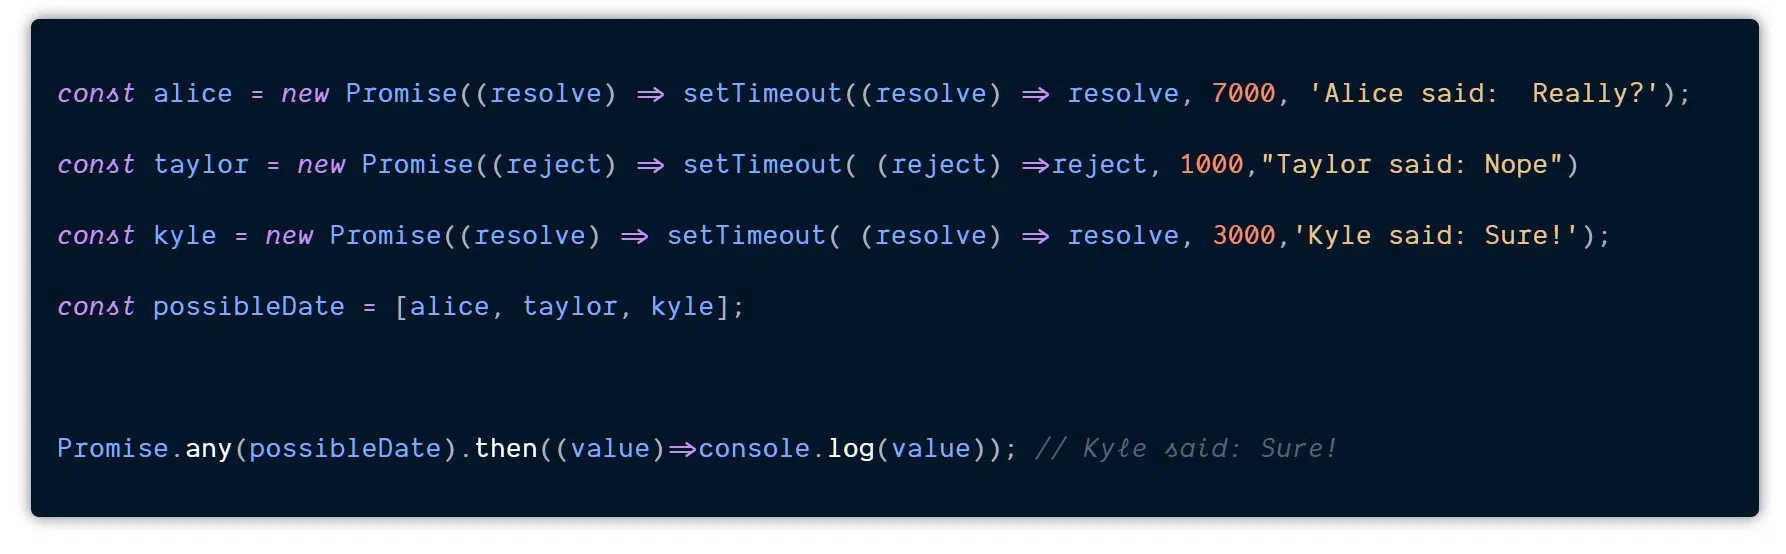 const alice = new Promise((resolve) => setTimeout((resolve) => resolve, 7000, 'Alice said:  Really?');
const taylor = new Promise((reject) => setTimeout( (reject) =>reject, 1000,"Taylor said: Nope")
const kyle = new Promise((resolve) => setTimeout( (resolve) => resolve, 3000,'Kyle said: Sure!');
const possibleDate = [alice, taylor, kyle];
Promise.any(possibleDate).then((value)=>console.log(value)); // Kyle said: Sure!